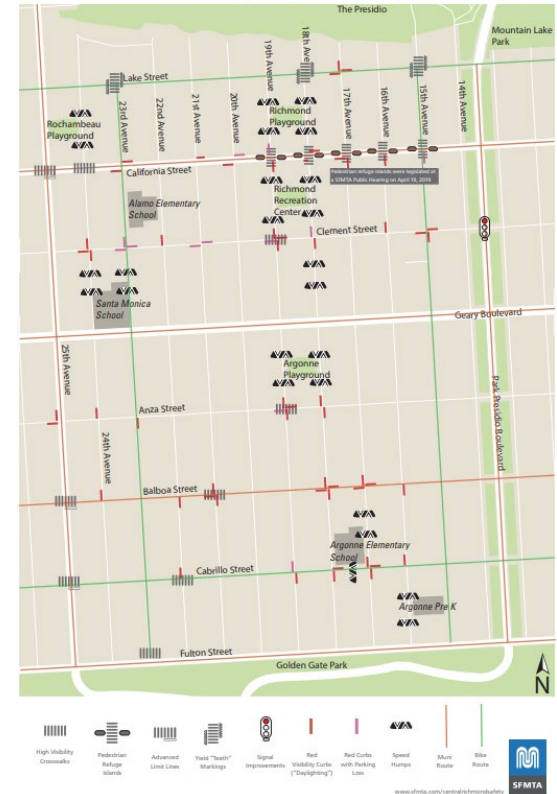 The Presidio
Mountain Lake
Park
Lake Street
19th Avenue
18th Ave
Rochambeau
Playground
Richmond
Playground
23rd Avenue
22nd Avenue
21st Avenue
20th Avenue
17th Avenue
16th Avenue
15th Avenue
14th Avenue
California Street
Pedestrian refuge islands were legislated at
a SFMTA Public Hearing on April 19, 2019
Alamo Elementary
School
Richmond
Recreation
Center
Clement Street
Santa Monica
School
Geary Boulevard
25th Avenue
Argonne
Playground
Park Presidio Boulevard
Anza Street
24th Avenue
Balboa Street
Argonne Elementary
School
Cabrillo Street
Argonne Pre K
Fulton Street
Golden Gate Park
N
High Visibility
Crosswalks
Pedestrian
Refuge
Islands
Advanced
Limit Lines
Yield "Teeth"
Markings
Signal
Improvements
Red
Visibility Curbs
("Daylighting")
Red Curbs
with Parking
Loss
Speed
Humps
Muni
Route
Bike
Route
SFMTA
www.sfmta.com/centralrichmondsafety